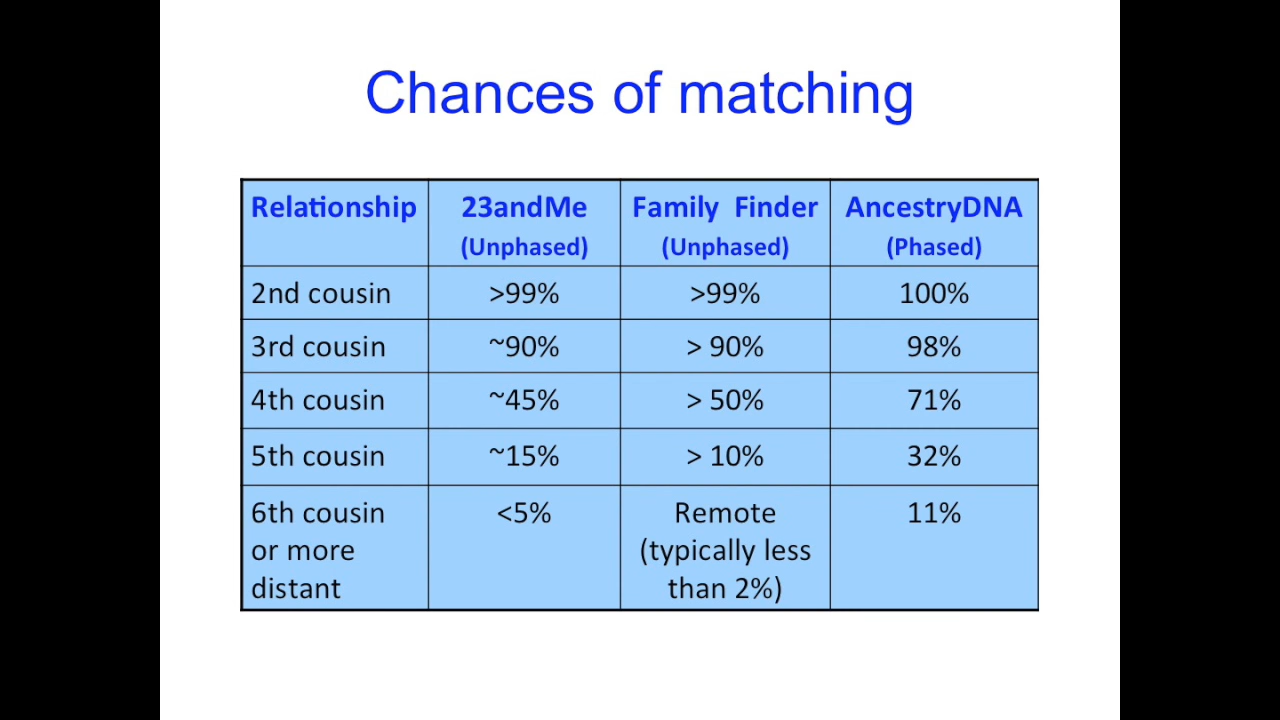 Chances of matching
Relationship 23andMe Family Finder AncestryDNA
(Unphased) (Unphased) (Phased)
2nd cousin >99% >99% 100%
3rd cousin ~90% > 90% 98%
4th cousin ~45% > 50% 71%
5th cousin ~15% > 10% 32%
6th cousin <5% Remote 11%
or more (typically less
distant than 2%)